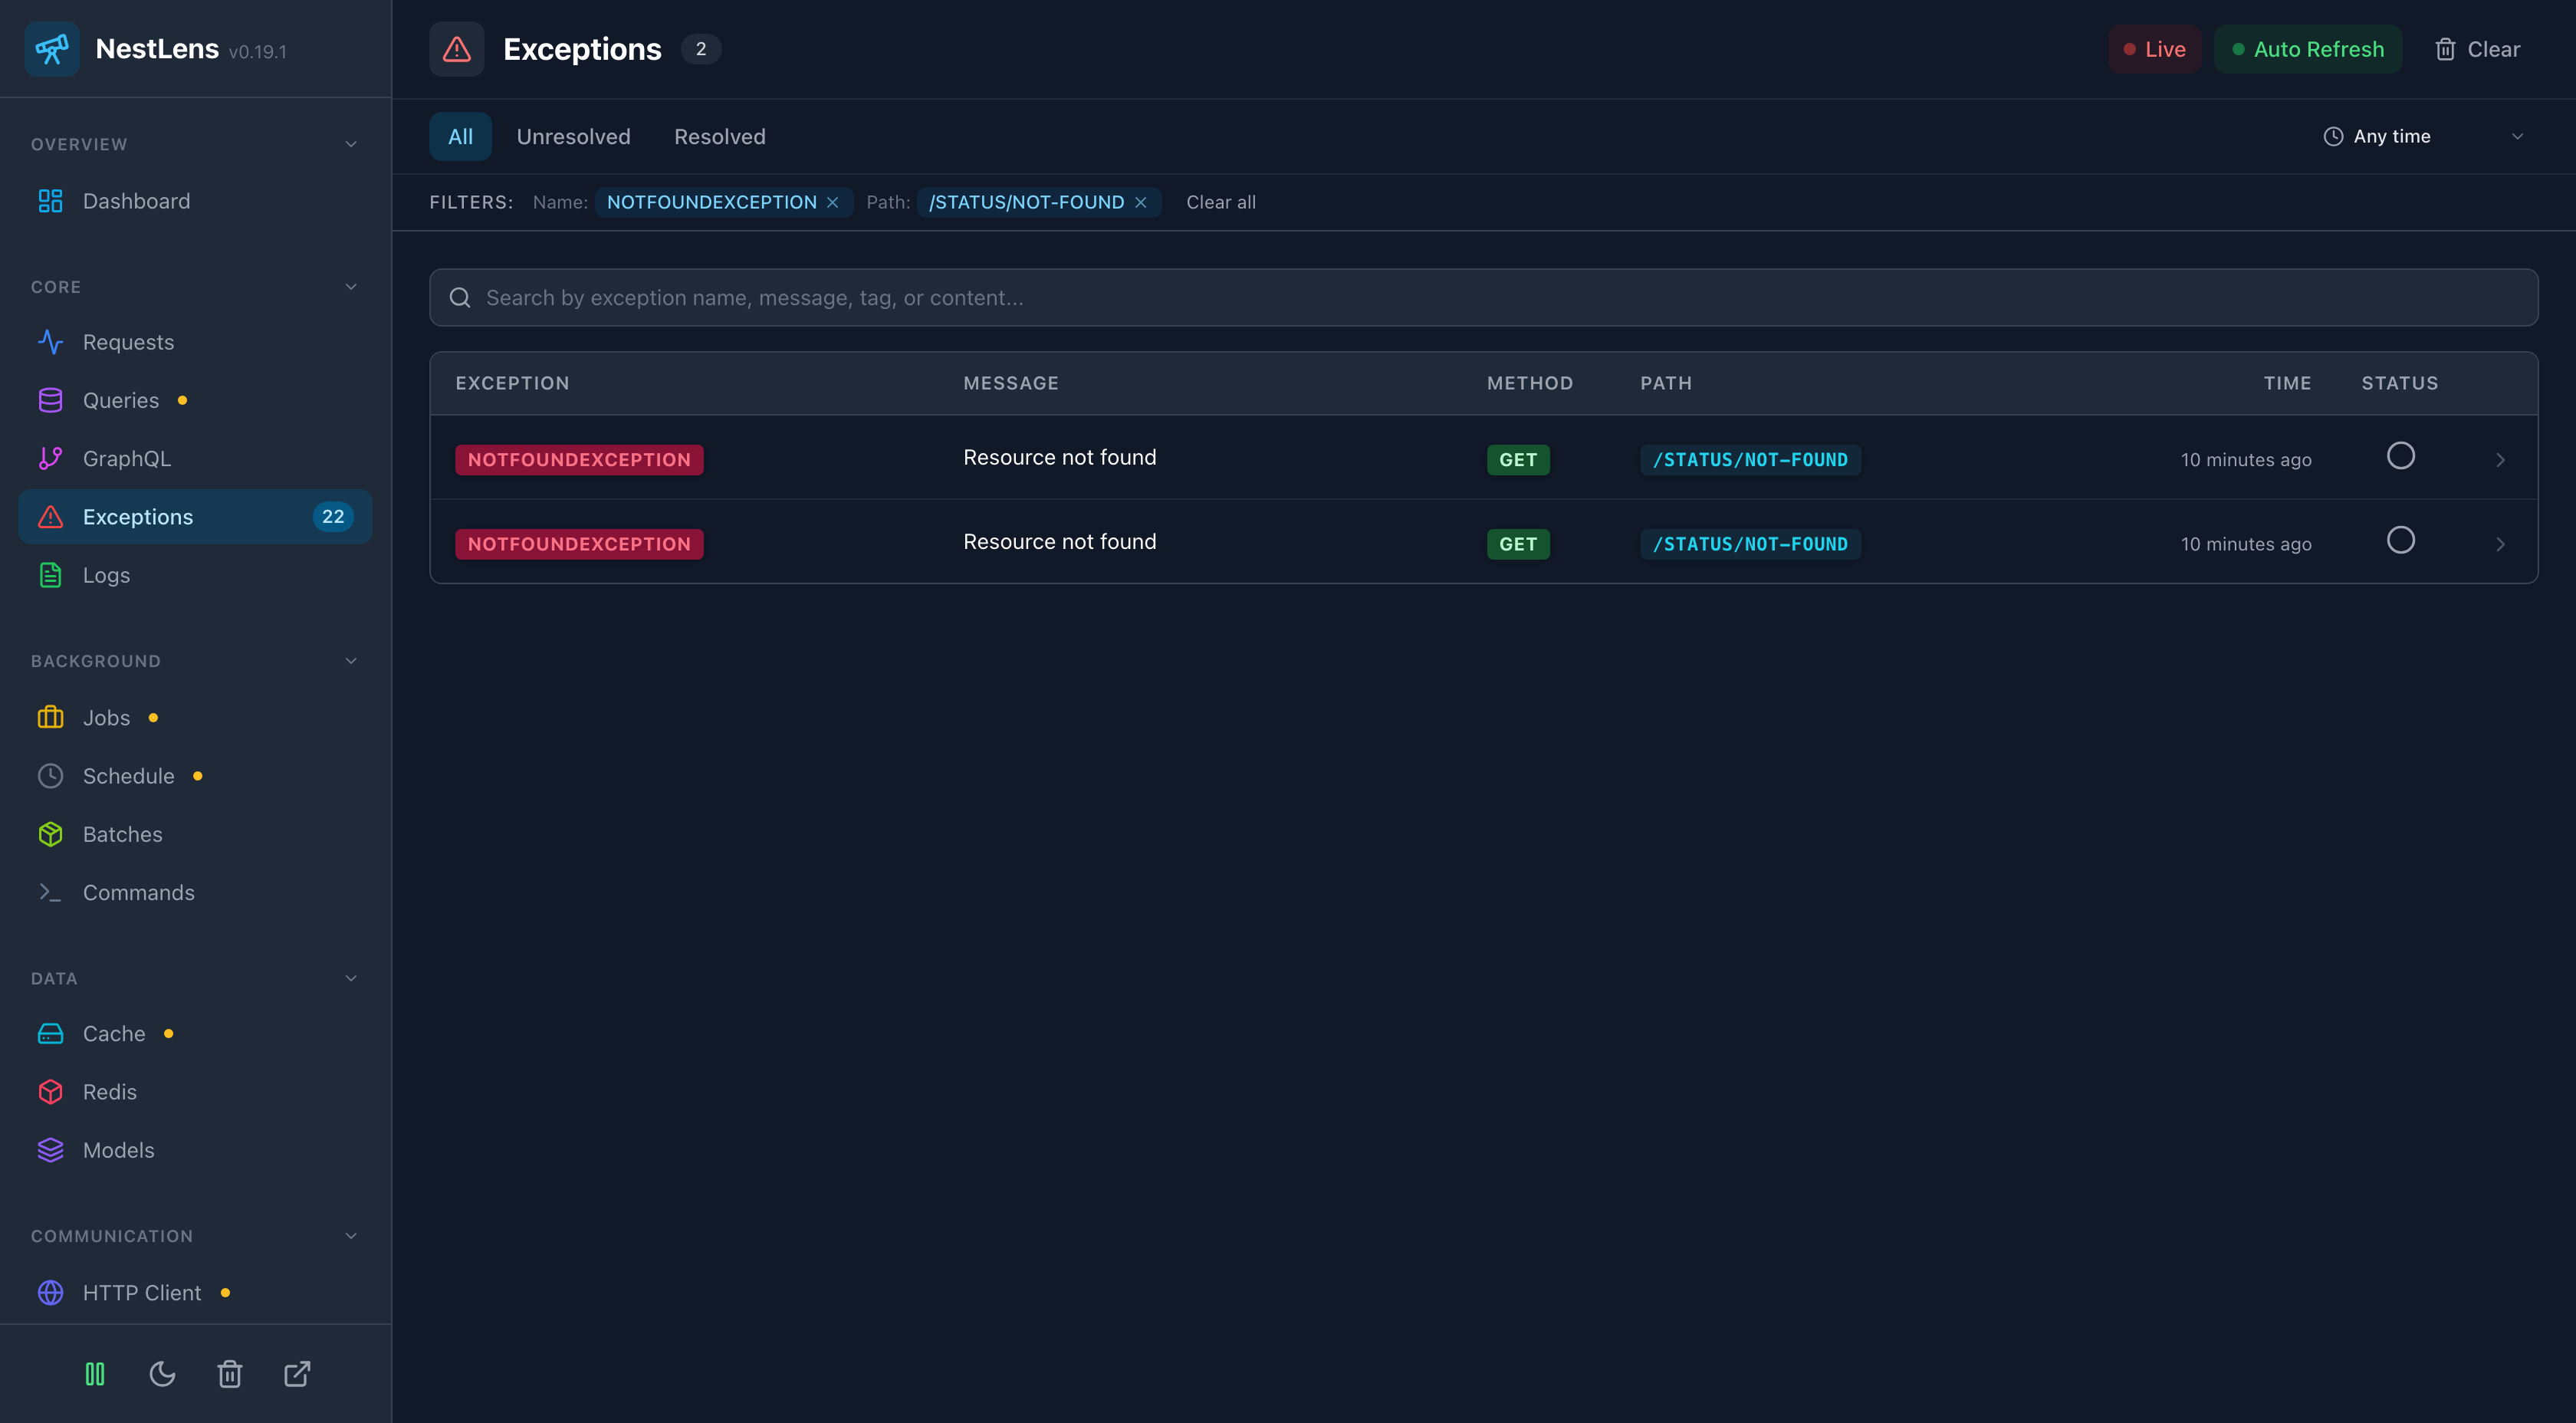 NestLens v0.19.1
OVERVIEW
Dashboard
CORE
Requests
Queries
GraphQL
Exceptions 22
Logs
BACKGROUND
Jobs
Schedule
Batches
Commands
DATA
Cache
Redis
Models
COMMUNICATION
HTTP Client
Exceptions 2
Live Auto Refresh Clear
All Unresolved Resolved Any time
FILTERS: Name: NOTFOUNDEXCEPTION Path: /STATUS/NOT-FOUND Clear all
Search by exception name, message, tag, or content...
EXCEPTION MESSAGE METHOD PATH TIME STATUS
NOTFOUNDEXCEPTION Resource not found GET /STATUS/NOT-FOUND 10 minutes ago
NOTFOUNDEXCEPTION Resource not found GET /STATUS/NOT-FOUND 10 minutes ago